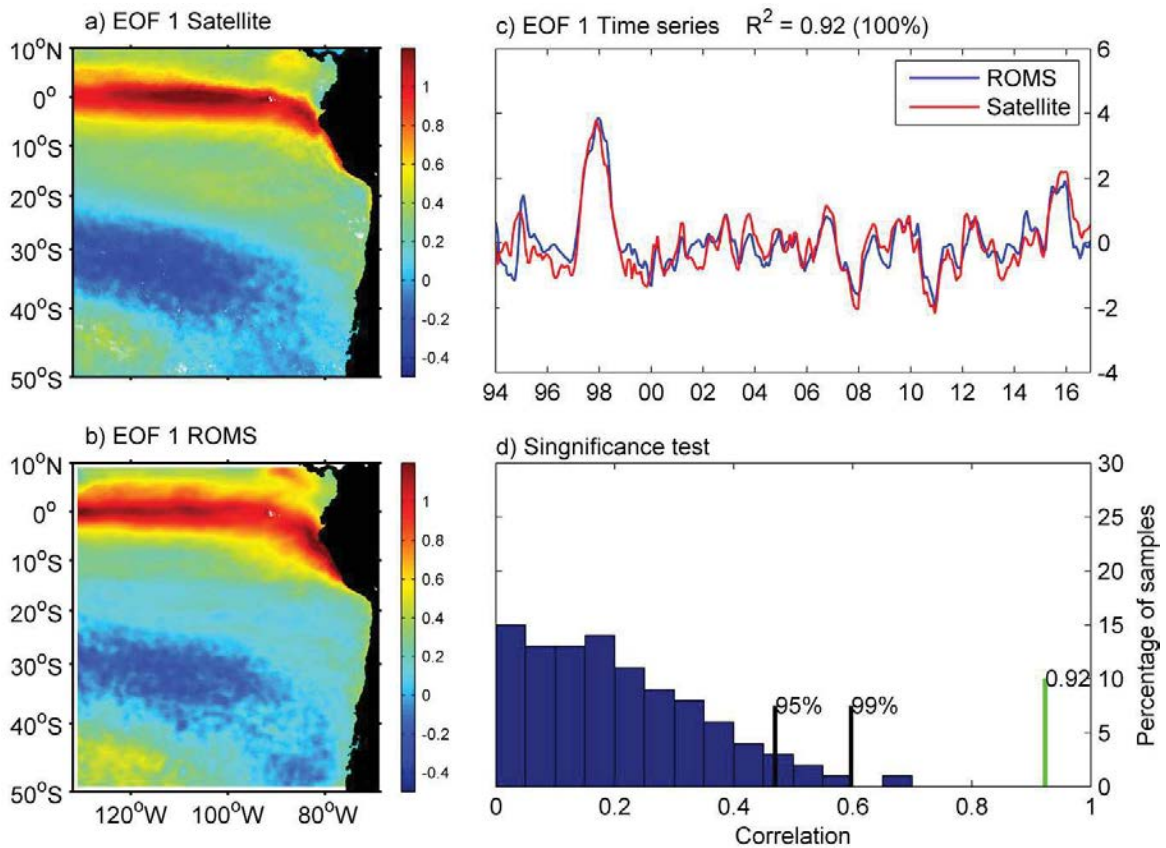 a) EOF 1 Satellite
10°N
0°
10°S
20°S
30°S
40°S
50°S
120°W 100°W 80°W
1
0.8
0.6
0.4
0.2
0
-0.2
-0.4
c) EOF 1 Time series R² = 0.92 (100%)
ROMS
Satellite
6
4
2
0
-2
-4
94 96 98 00 02 04 06 08 10 12 14 16
b) EOF 1 ROMS
10°N
0°
10°S
20°S
30°S
40°S
50°S
120°W 100°W 80°W
1
0.8
0.6
0.4
0.2
0
-0.2
-0.4
d) Singnificance test
95%
99%
0.92
30
25
20
15
10
5
0
Percentage of samples
0 0.2 0.4 0.6 0.8 1
Correlation